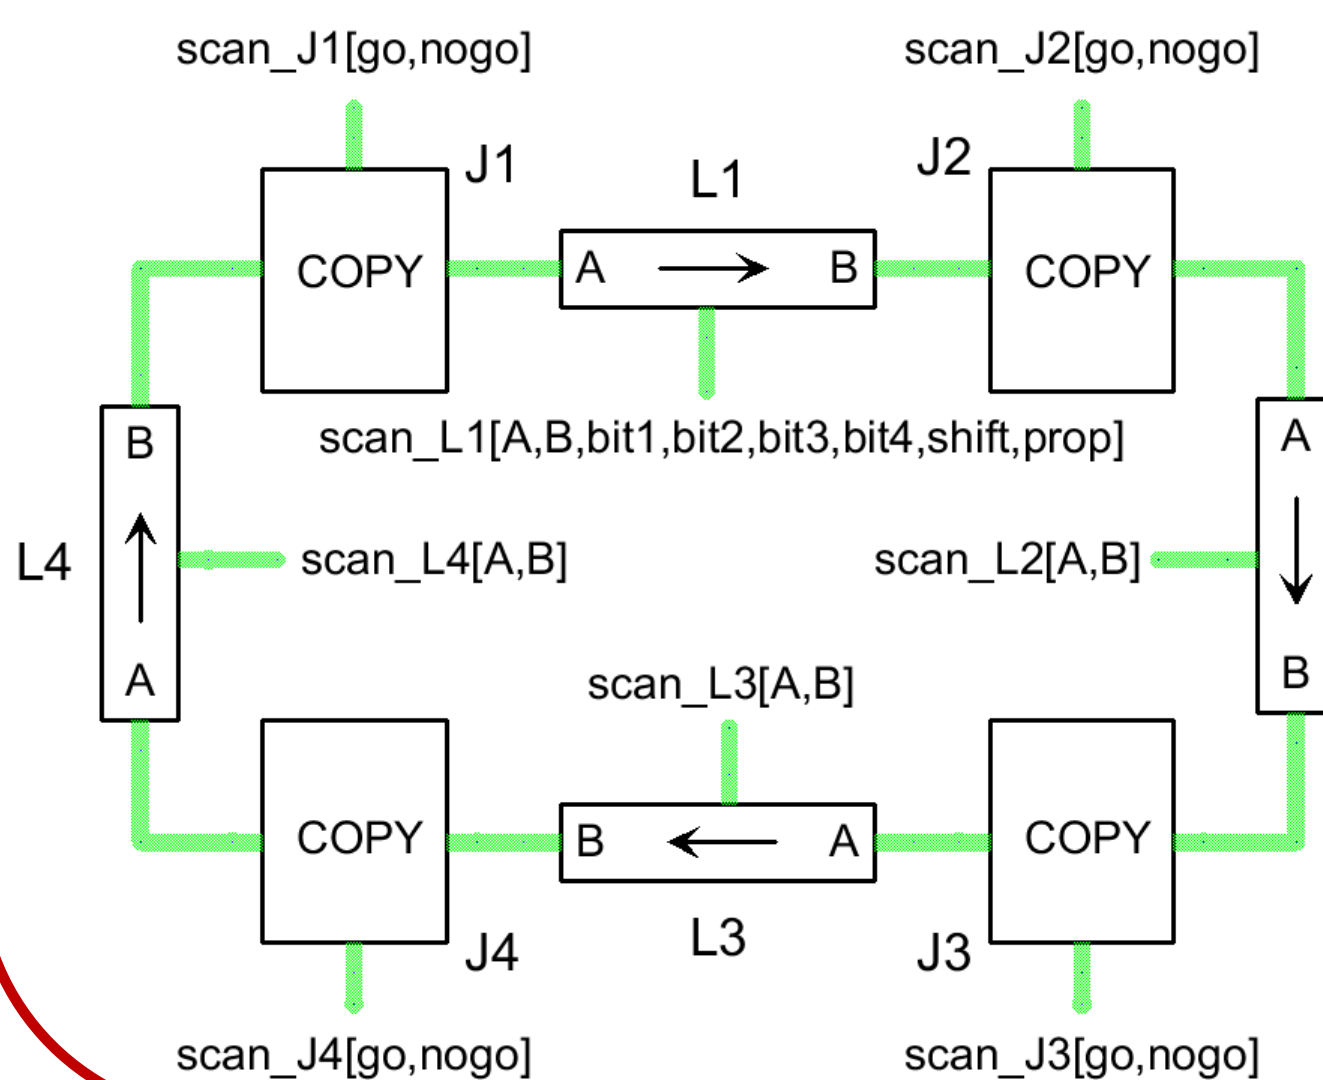 scan_J1[go,nogo]
scan_J2[go,nogo]
J1
L1
J2
COPY
A
B
COPY
scan_L1[A,B,bit1,bit2,bit3,bit4,shift,prop]
B
A
L4
scan_L4[A,B]
scan_L2[A,B]
A
B
scan_L3[A,B]
COPY
B
A
COPY
J4
L3
J3
scan_J4[go,nogo]
scan_J3[go,nogo]